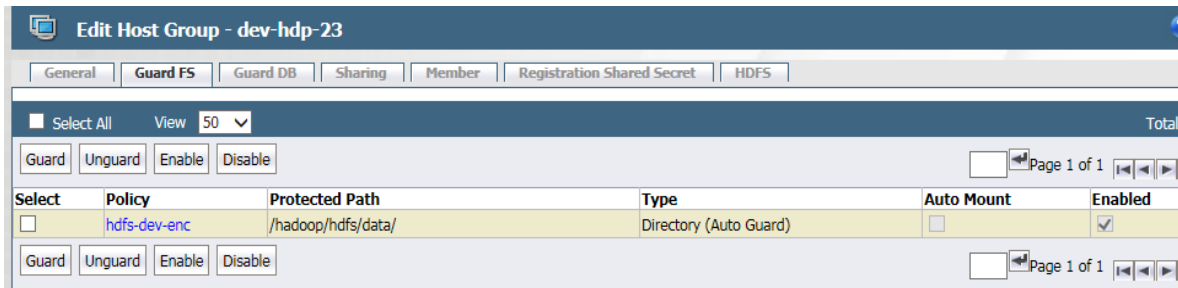 Edit Host Group - dev-hdp-23
General Guard FS Guard DB Sharing Member Registration Shared Secret HDFS
Select All View 50 Total
Guard Unguard Enable Disable Page 1 of 1
Select Policy Protected Path Type Auto Mount Enabled
hdfs-dev-enc /hadoop/hdfs/data/ Directory (Auto Guard)
Guard Unguard Enable Disable Page 1 of 1